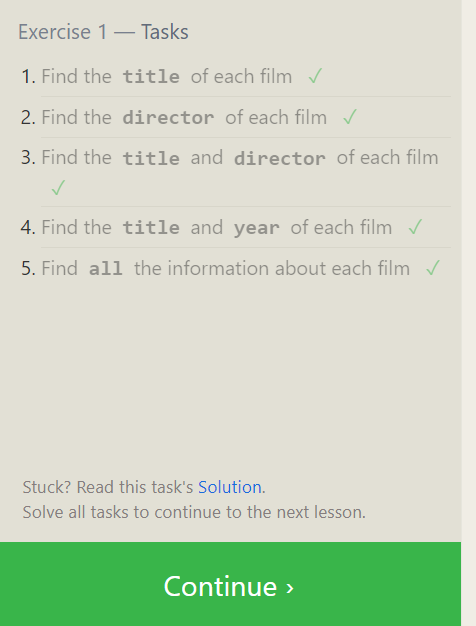 Exercise 1 — Tasks
1. Find the title of each film ✓
2. Find the director of each film ✓
3. Find the title and director of each film
✓
4. Find the title and year of each film ✓
5. Find all the information about each film ✓
Stuck? Read this task's Solution.
Solve all tasks to continue to the next lesson.
Continue ›